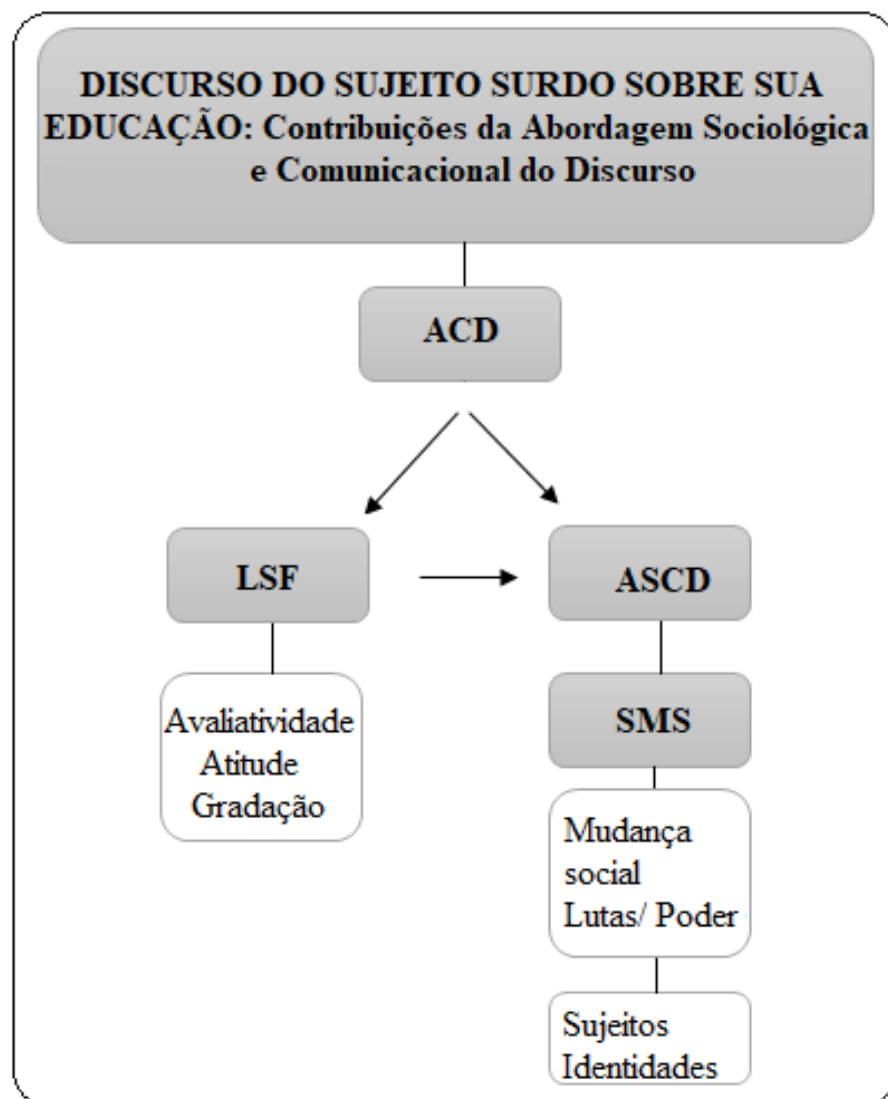 DISCURSO DO SUJEITO SURDO SOBRE SUA
EDUCAÇÃO: Contribuições da Abordagem Sociológica
e Comunicacional do Discurso
ACD
LSF
ASCD
Avaliatividade
Atitude
Gradação
SMS
Mudança
social
Lutas/ Poder
Sujeitos
Identidades